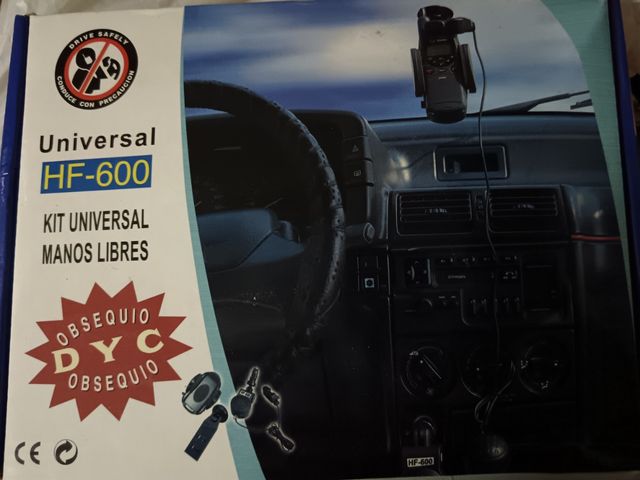 DRIVE SAFELY
CONDUCE CON PRECAUCION
Universal
HF-600
KIT UNIVERSAL
MANOS LIBRES
OBSEQUIO
DYC
OBSEQUIO
CE
HF-600